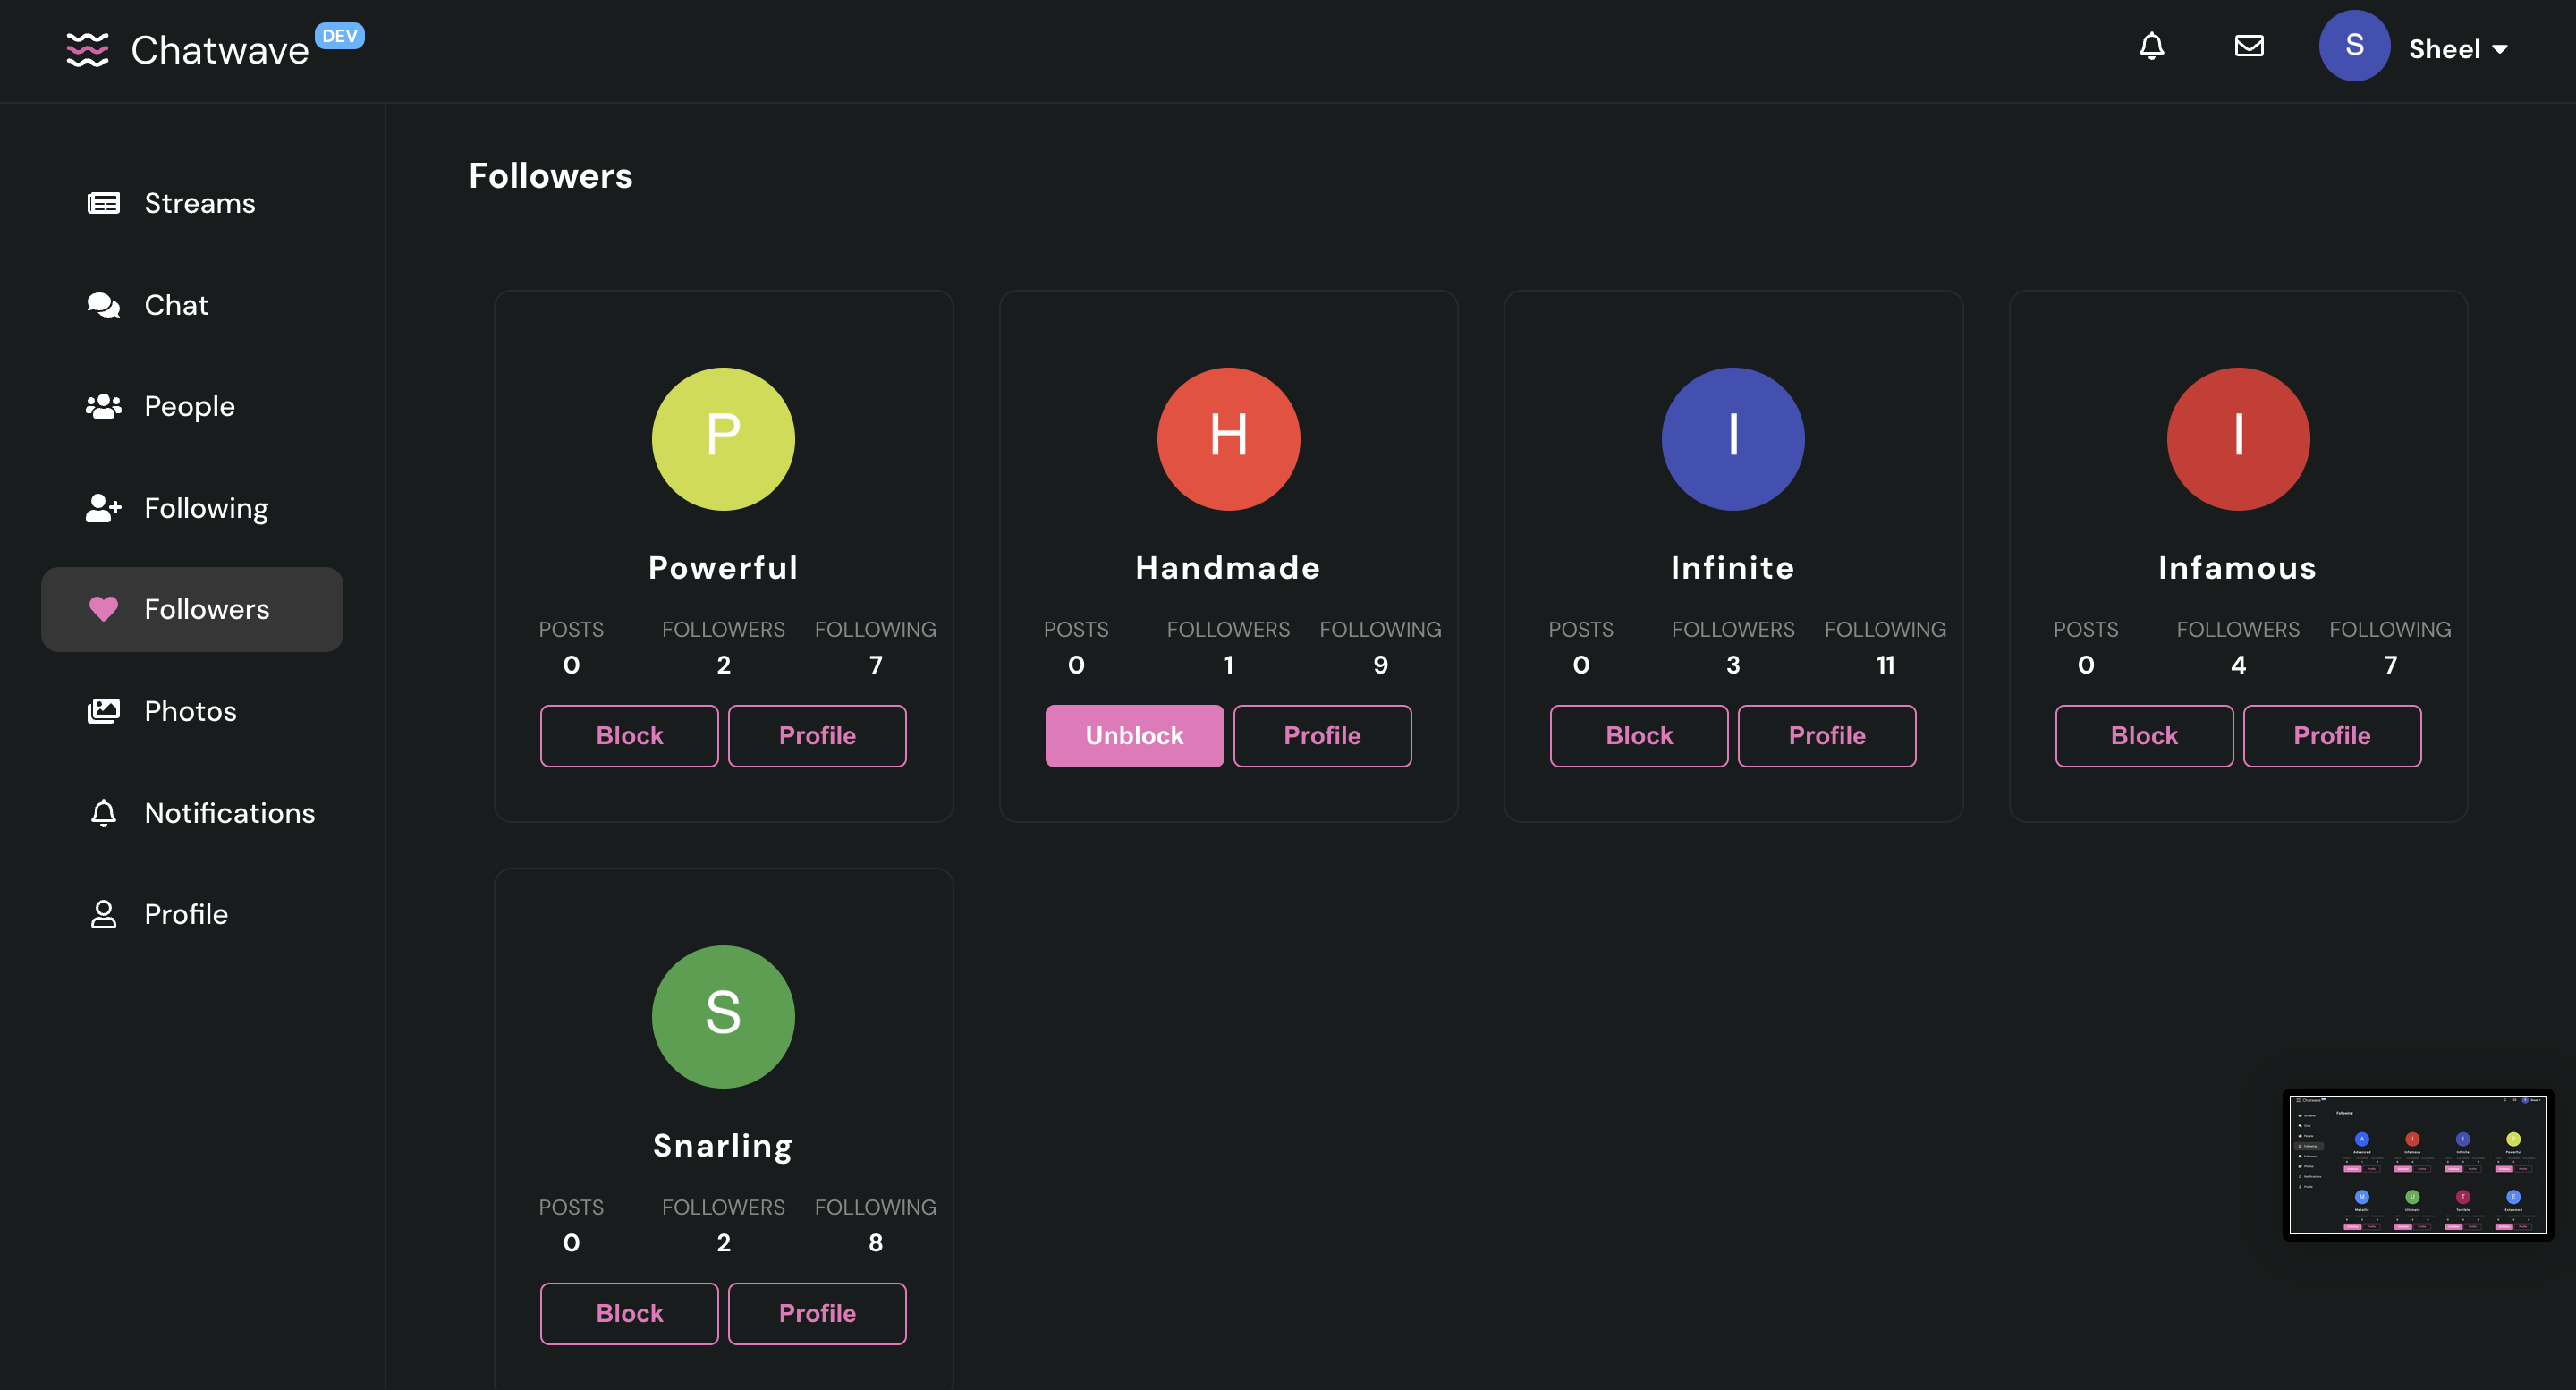 Chatwave DEV
S Sheel
Streams
Chat
People
Following
Followers
Photos
Notifications
Profile
Followers
P
Powerful
POSTS FOLLOWERS FOLLOWING
0 2 7
Block Profile
H
Handmade
POSTS FOLLOWERS FOLLOWING
0 1 9
Unblock Profile
I
Infinite
POSTS FOLLOWERS FOLLOWING
0 3 11
Block Profile
I
Infamous
POSTS FOLLOWERS FOLLOWING
0 4 7
Block Profile
S
Snarling
POSTS FOLLOWERS FOLLOWING
0 2 8
Block Profile